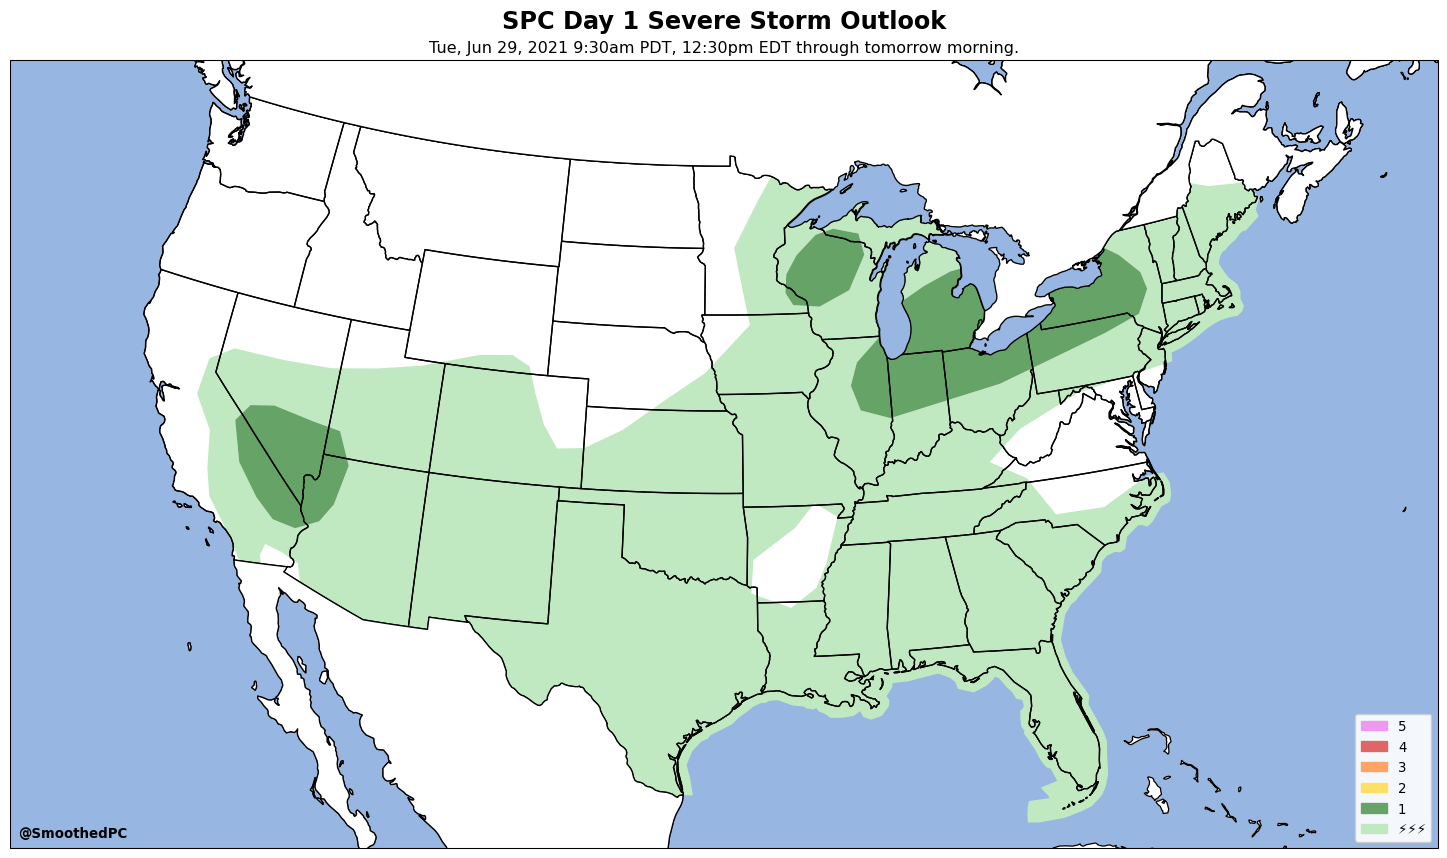 SPC Day 1 Severe Storm Outlook
Tue, Jun 29, 2021 9:30am PDT, 12:30pm EDT through tomorrow morning.
5
4
3
2
1
⚡⚡⚡
@SmoothedPC